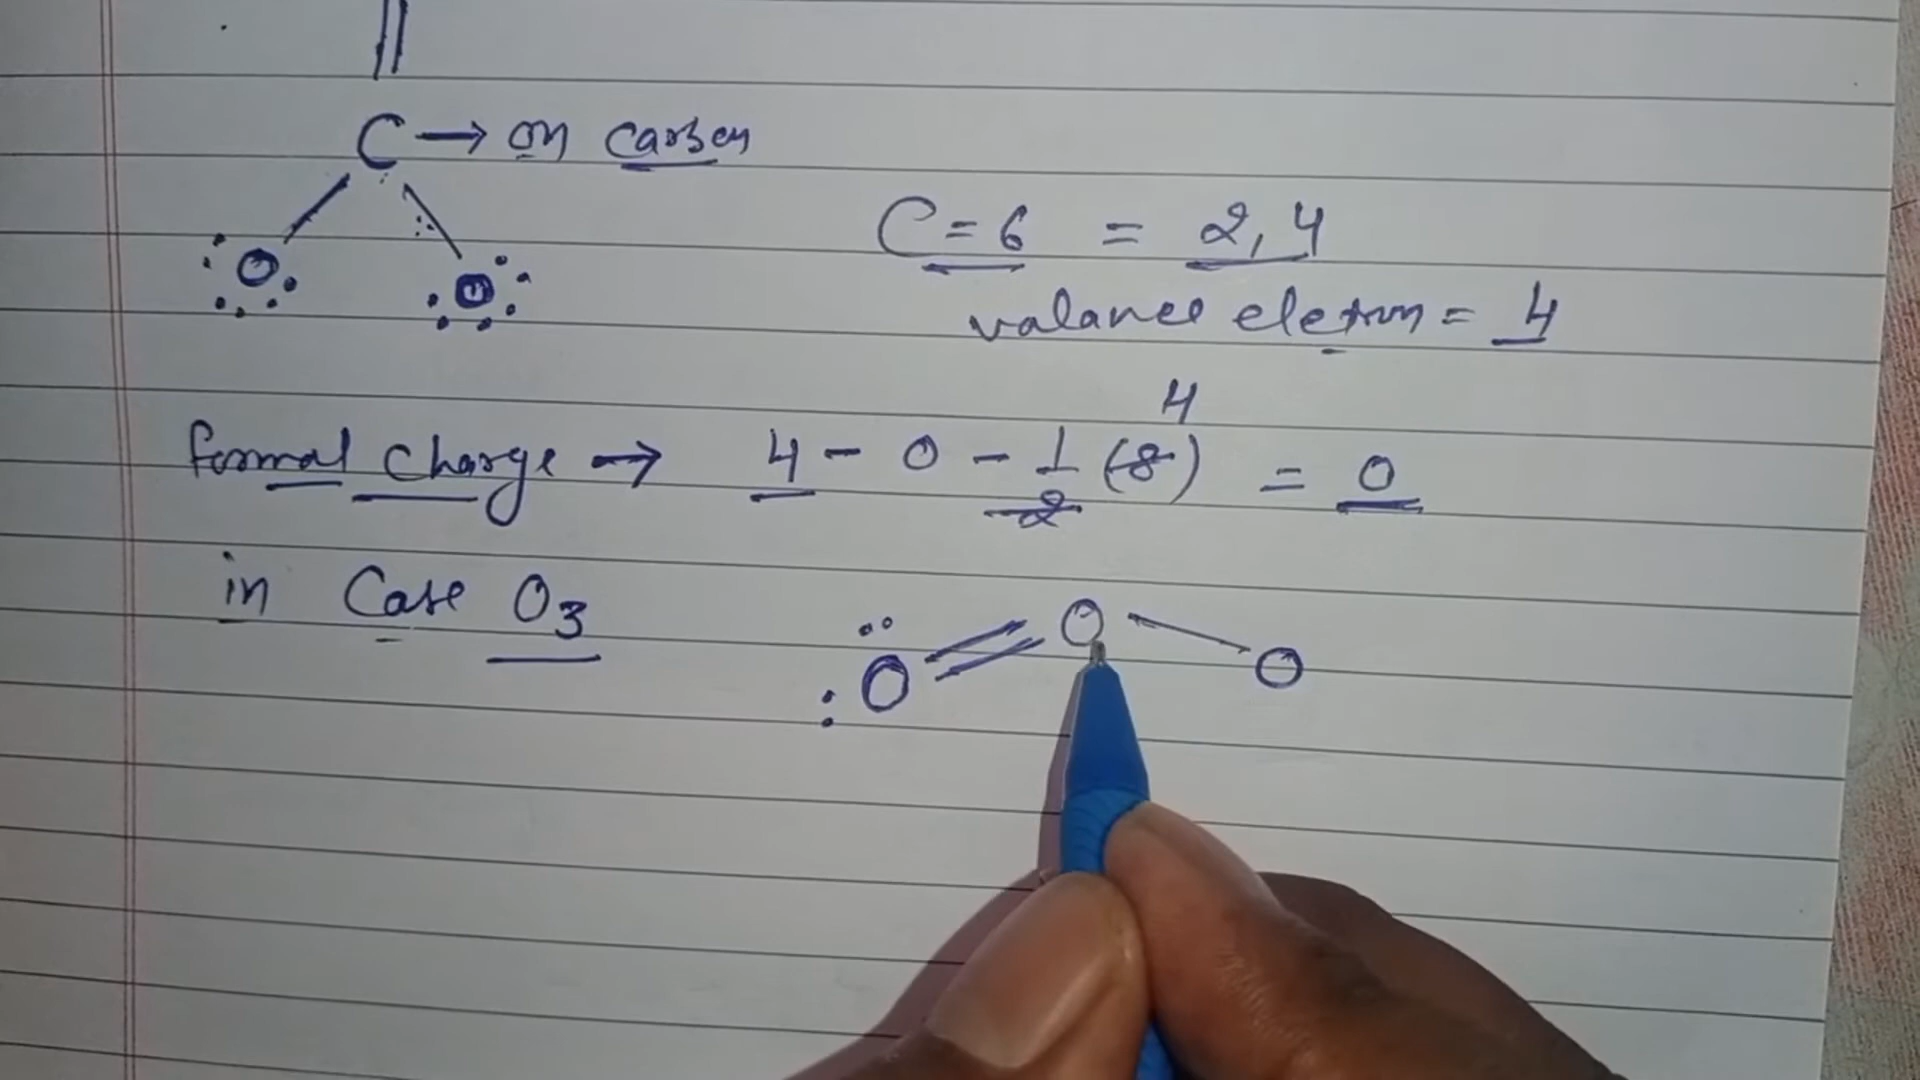 C → on carben
O O
C = 6 = 2, 4
valance eletron = 4
formal charge → 4 - 0 - 1/2 (8) 4 = 0
in Case O3
O O O